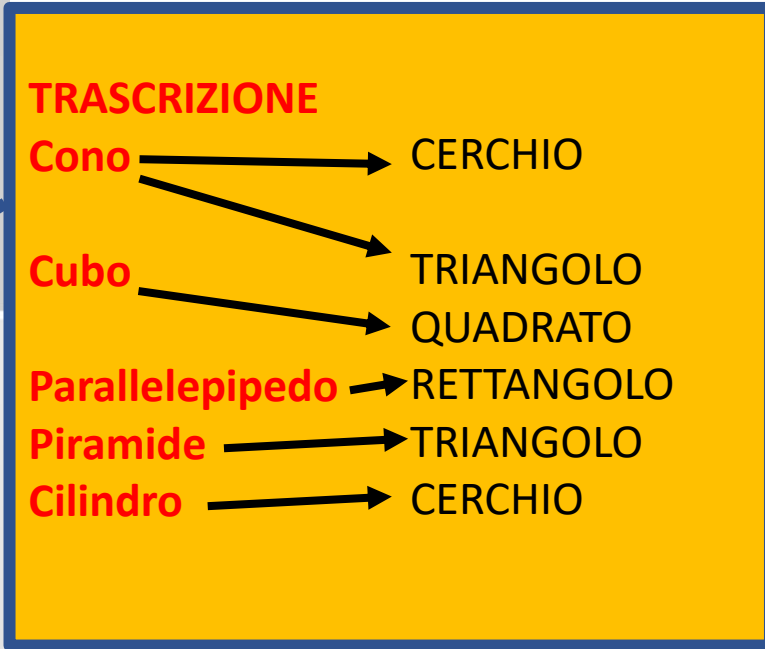 TRASCRIZIONE
Cono CERCHIO
TRIANGOLO
Cubo
QUADRATO
Parallelepipedo RETTANGOLO
Piramide TRIANGOLO
Cilindro CERCHIO